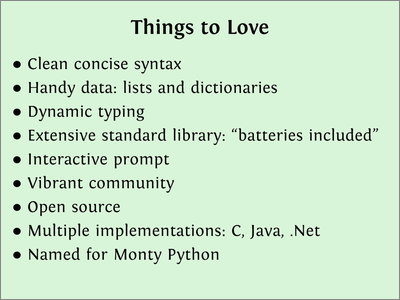 Things to Love
● Clean concise syntax
● Handy data: lists and dictionaries
● Dynamic typing
● Extensive standard library: “batteries included”
● Interactive prompt
● Vibrant community
● Open source
● Multiple implementations: C, Java, .Net
● Named for Monty Python